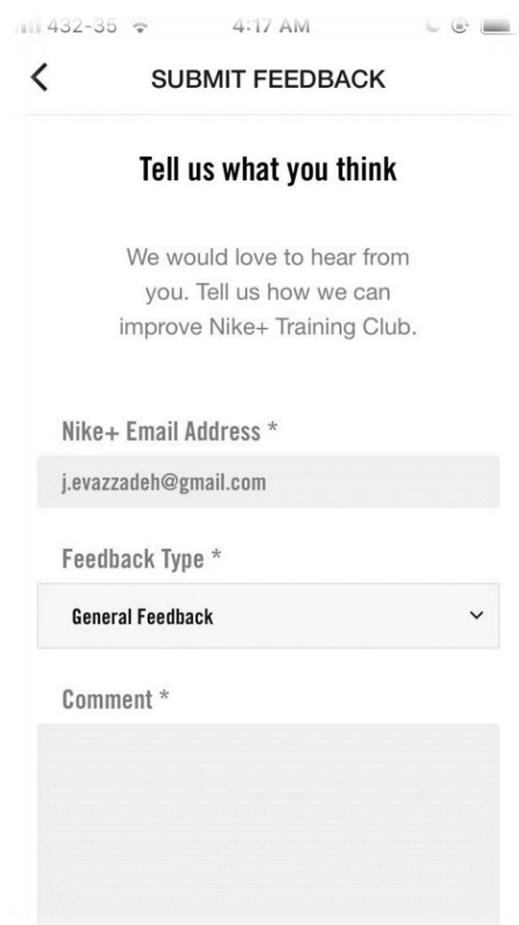 432-35 4:17 AM
SUBMIT FEEDBACK
Tell us what you think
We would love to hear from
you. Tell us how we can
improve Nike+ Training Club.
Nike+ Email Address *
j.evazzadeh@gmail.com
Feedback Type *
General Feedback
Comment *